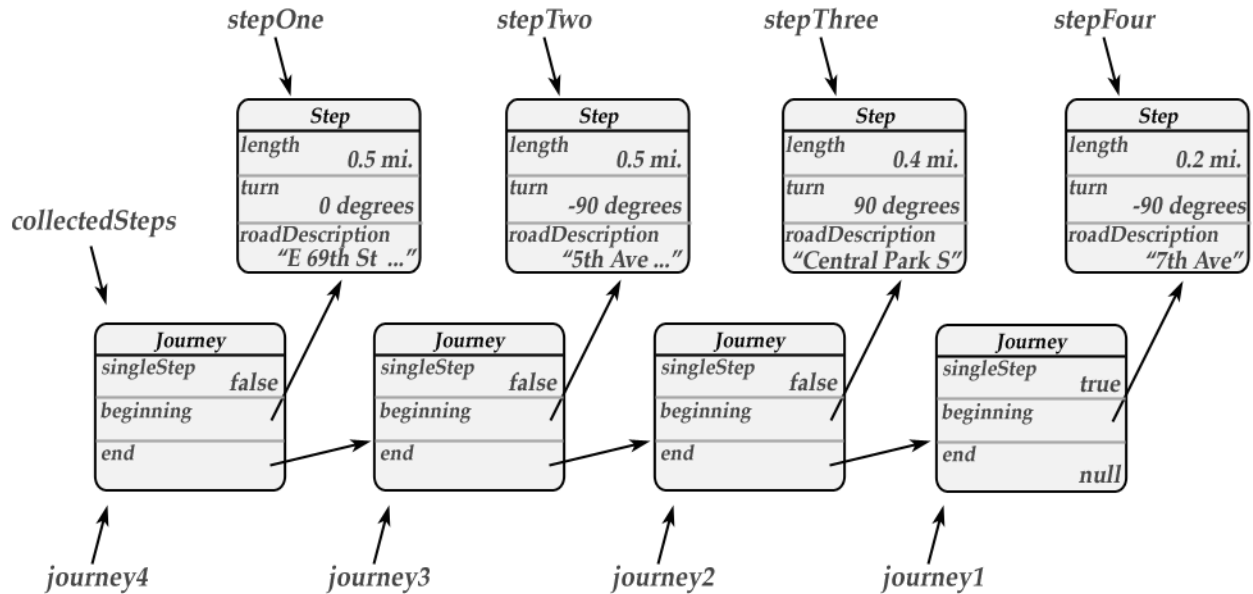 stepOne
stepTwo
stepThree
stepFour
Step
length
0.5 mi.
turn
0 degrees
roadDescription
“E 69th St ...”
Step
length
0.5 mi.
turn
-90 degrees
roadDescription
“5th Ave ...”
Step
length
0.4 mi.
turn
90 degrees
roadDescription
“Central Park S”
Step
length
0.2 mi.
turn
-90 degrees
roadDescription
“7th Ave”
collectedSteps
Journey
singleStep
false
beginning
end
Journey
singleStep
false
beginning
end
Journey
singleStep
false
beginning
end
Journey
singleStep
true
beginning
end
null
journey4
journey3
journey2
journey1